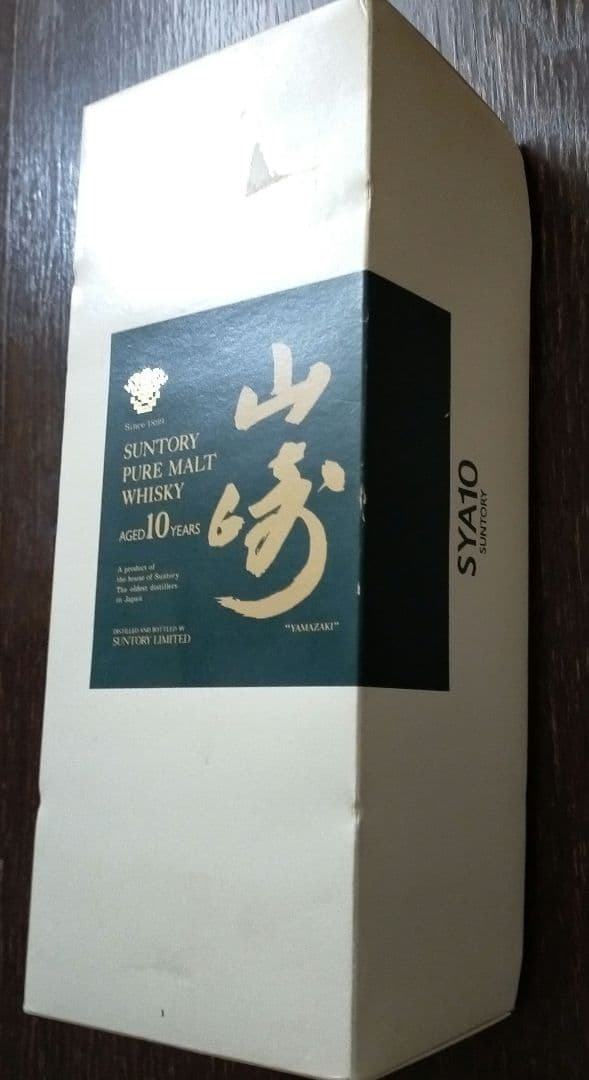 Since 1899
SUNTORY
PURE MALT
WHISKY
AGED 10 YEARS
A product of
the house of Suntory
The oldest distillers
in Japan
DISTILLED AND BOTTLED BY
SUNTORY LIMITED
山崎
"YAMAZAKI"
SYA10
SUNTORY
1